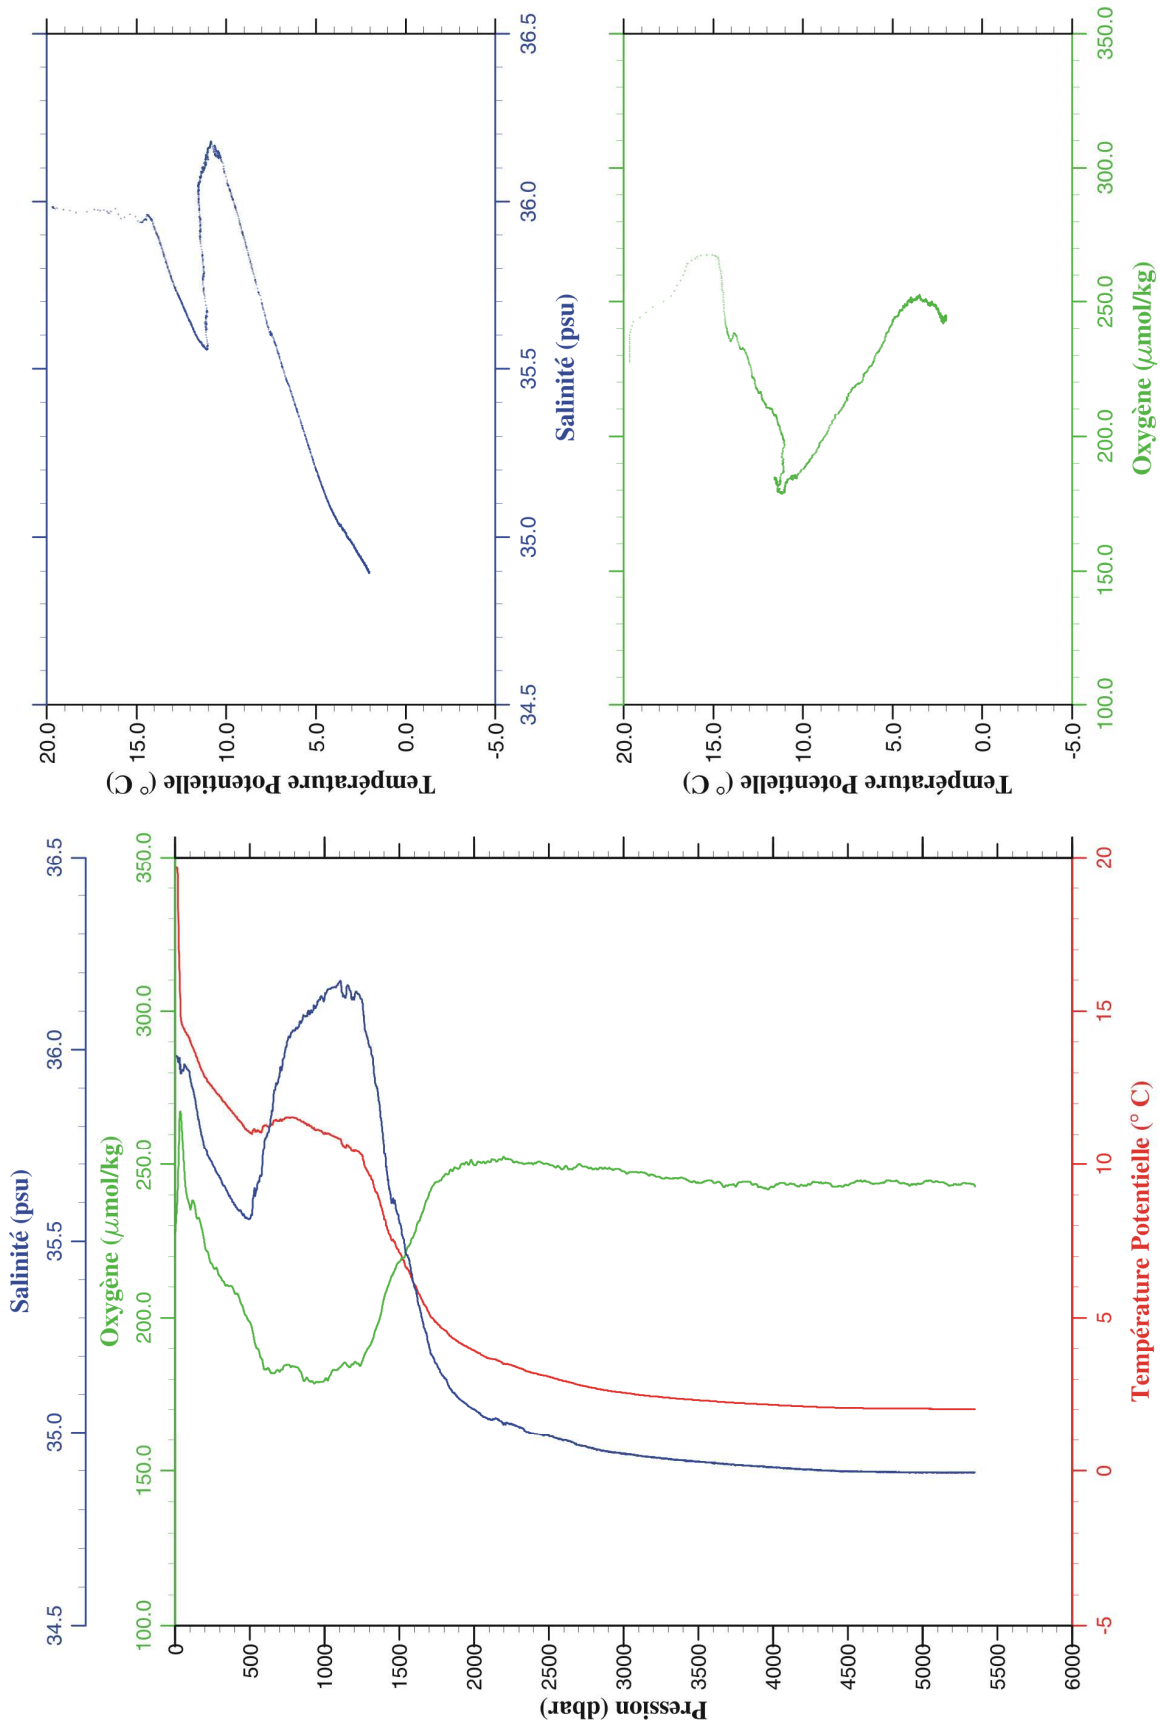 Salinité (psu)
34.5 35.0 35.5 36.0 36.5
Oxygène (μmol/kg)
100.0 150.0 200.0 250.0 300.0 350.0
Pression (dbar)
0
500
1000
1500
2000
2500
3000
3500
4000
4500
5000
5500
6000
-5 0 5 10 15 20
Température Potentielle (° C)
Température Potentielle (° C)
20.0
15.0
10.0
5.0
0.0
-5.0
34.5 35.0 35.5 36.0 36.5
Salinité (psu)
Température Potentielle (° C)
20.0
15.0
10.0
5.0
0.0
-5.0
100.0 150.0 200.0 250.0 300.0 350.0
Oxygène (μmol/kg)